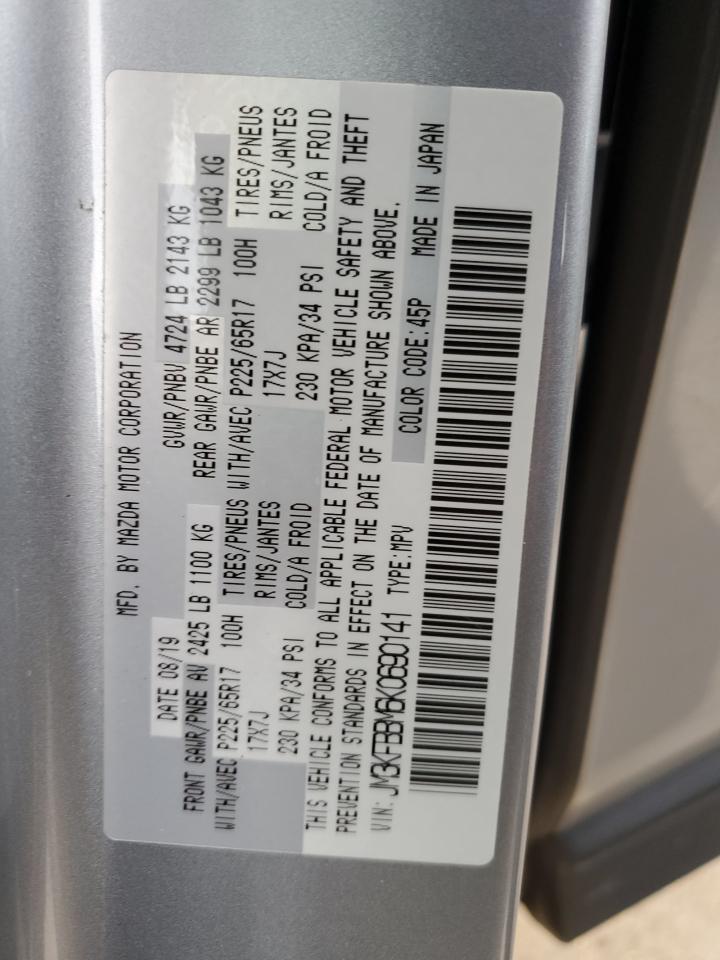 MFD. BY MAZDA MOTOR CORPORATION
DATE 08/19 GVWR/PNBV 4724 LB 2143 KG
FRONT GAWR/PNBE AV 2425 LB 1100 KG REAR GAWR/PNBE AR 2299 LB 1043 KG
WITH/AVEC P225/65R17 100H TIRES/PNEUS WITH/AVEC P225/65R17 100H TIRES/PNEUS
17X7J RIMS/JANTES 17X7J RIMS/JANTES
230 KPA/34 PSI COLD/A FROID 230 KPA/34 PSI COLD/A FROID
THIS VEHICLE CONFORMS TO ALL APPLICABLE FEDERAL MOTOR VEHICLE SAFETY AND THEFT
PREVENTION STANDARDS IN EFFECT ON THE DATE OF MANUFACTURE SHOWN ABOVE.
VIN: JM3KFBBM6K0690141 TYPE:MPV COLOR CODE:45P MADE IN JAPAN